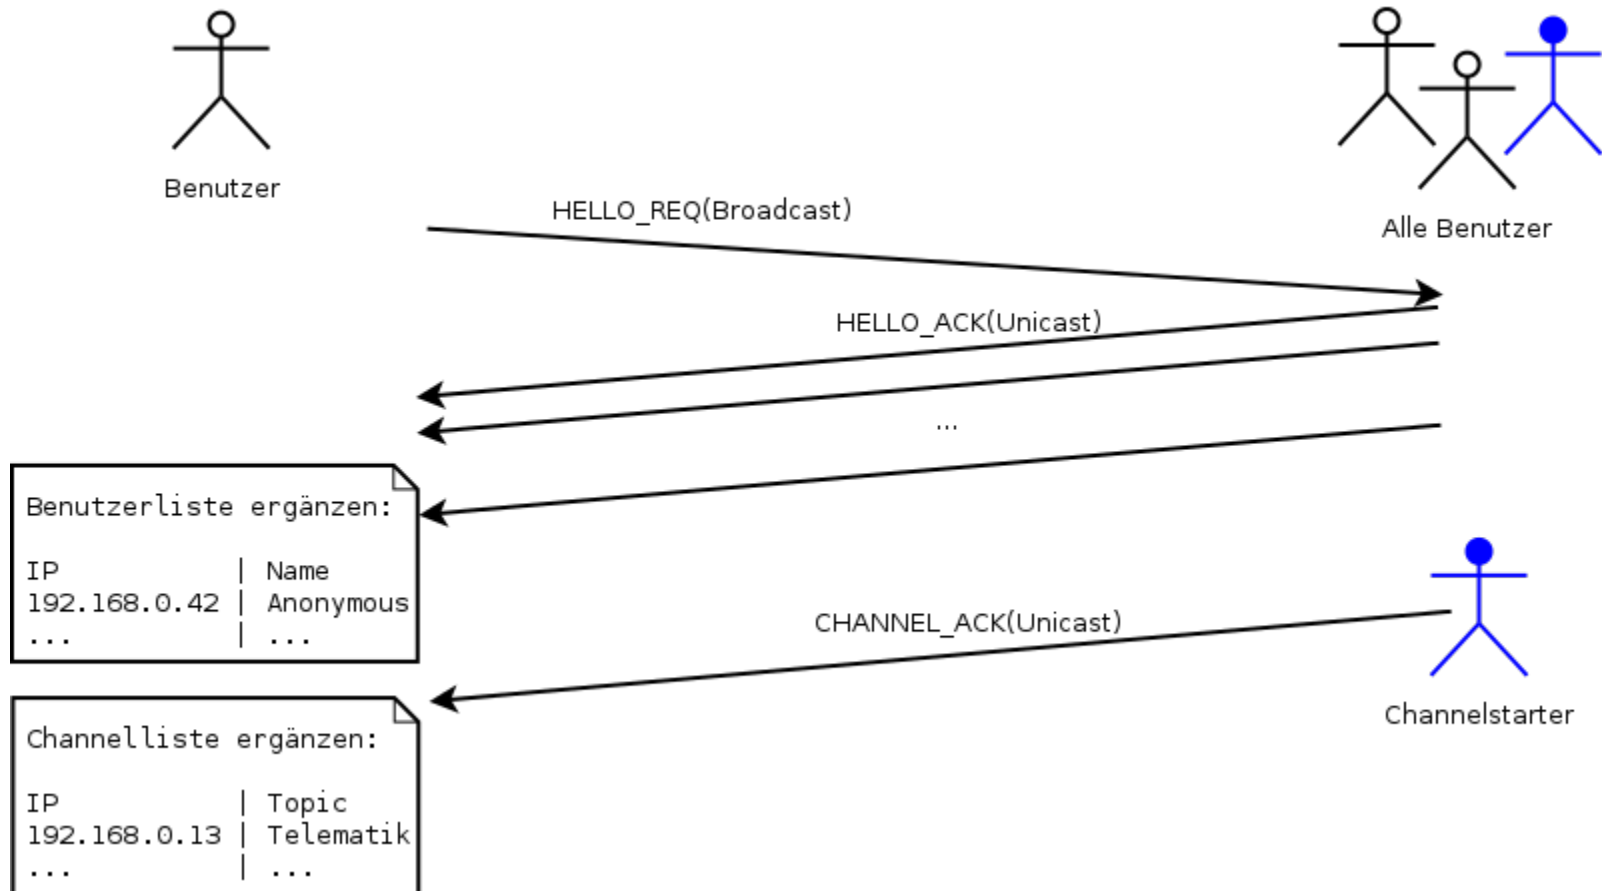 Benutzer
Alle Benutzer
HELLO_REQ(Broadcast)
HELLO_ACK(Unicast)
...
Benutzerliste ergänzen:
IP | Name
192.168.0.42 | Anonymous
... | ...
CHANNEL_ACK(Unicast)
Channelstarter
Channelliste ergänzen:
IP | Topic
192.168.0.13 | Telematik
... | ...